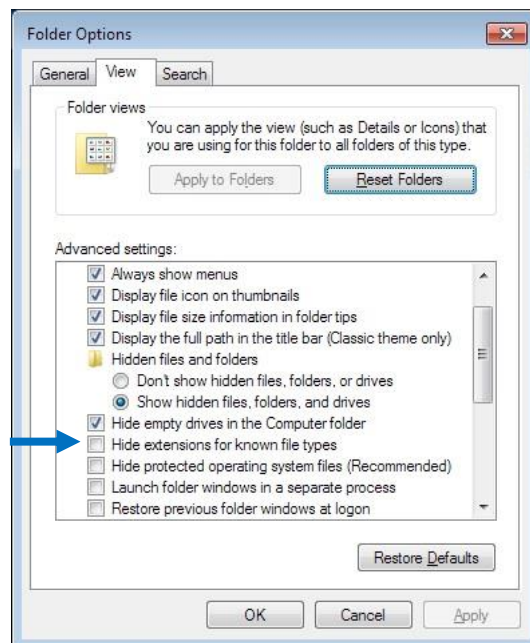 Folder Options
General
View
Search
Folder views
You can apply the view (such as Details or Icons) that
you are using for this folder to all folders of this type.
Apply to Folders
Reset Folders
Advanced settings:
Always show menus
Display file icon on thumbnails
Display file size information in folder tips
Display the full path in the title bar (Classic theme only)
Hidden files and folders
Don't show hidden files, folders, or drives
Show hidden files, folders, and drives
Hide empty drives in the Computer folder
Hide extensions for known file types
Hide protected operating system files (Recommended)
Launch folder windows in a separate process
Restore previous folder windows at logon
Restore Defaults
OK
Cancel
Apply